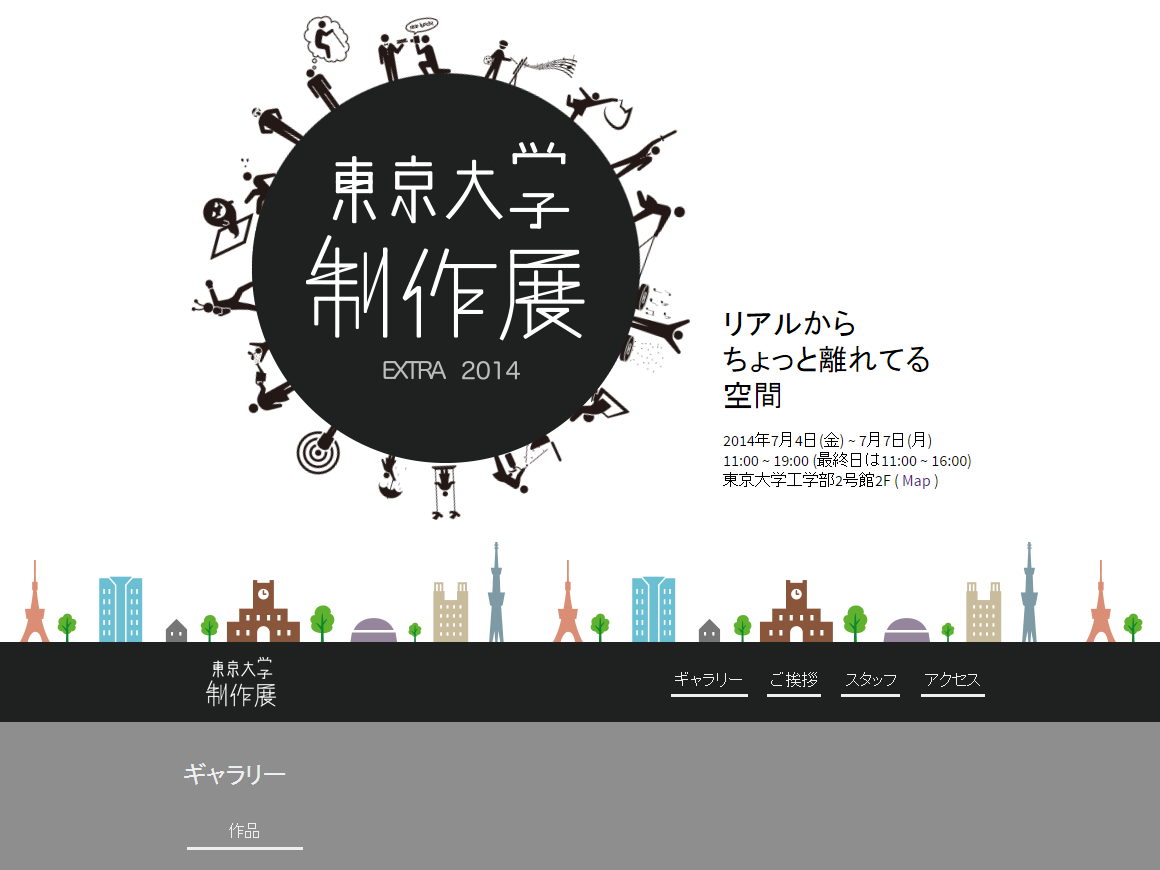 東京大学
制作展
EXTRA 2014
リアルから
ちょっと離れてる
空間
2014年7月4日(金) ~ 7月7日(月)
11:00 ~ 19:00 (最終日は11:00 ~ 16:00)
東京大学工学部2号館2F ( Map )
東京大学
制作展
ギャラリー
ご挨拶
スタッフ
アクセス
ギャラリー
作品